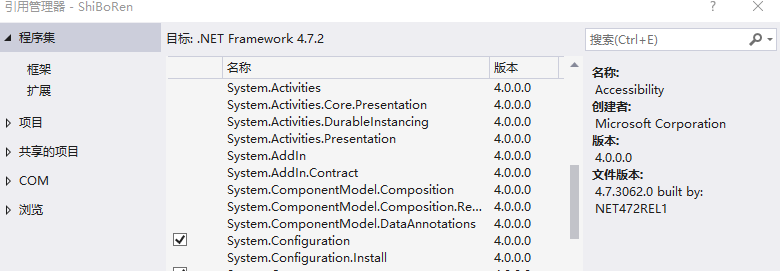 引用管理器 - ShiBoRen
? ×
程序集
框架
扩展
项目
共享的项目
COM
浏览
目标: .NET Framework 4.7.2
名称 版本
System.Activities 4.0.0.0
System.Activities.Core.Presentation 4.0.0.0
System.Activities.DurableInstancing 4.0.0.0
System.Activities.Presentation 4.0.0.0
System.AddIn 4.0.0.0
System.AddIn.Contract 4.0.0.0
System.ComponentModel.Composition 4.0.0.0
System.ComponentModel.Composition.Re... 4.0.0.0
System.ComponentModel.DataAnnotations 4.0.0.0
System.Configuration 4.0.0.0
System.Configuration.Install 4.0.0.0
搜索(Ctrl+E)
名称:
Accessibility
创建者:
Microsoft Corporation
版本:
4.0.0.0
文件版本:
4.7.3062.0 built by:
NET472REL1